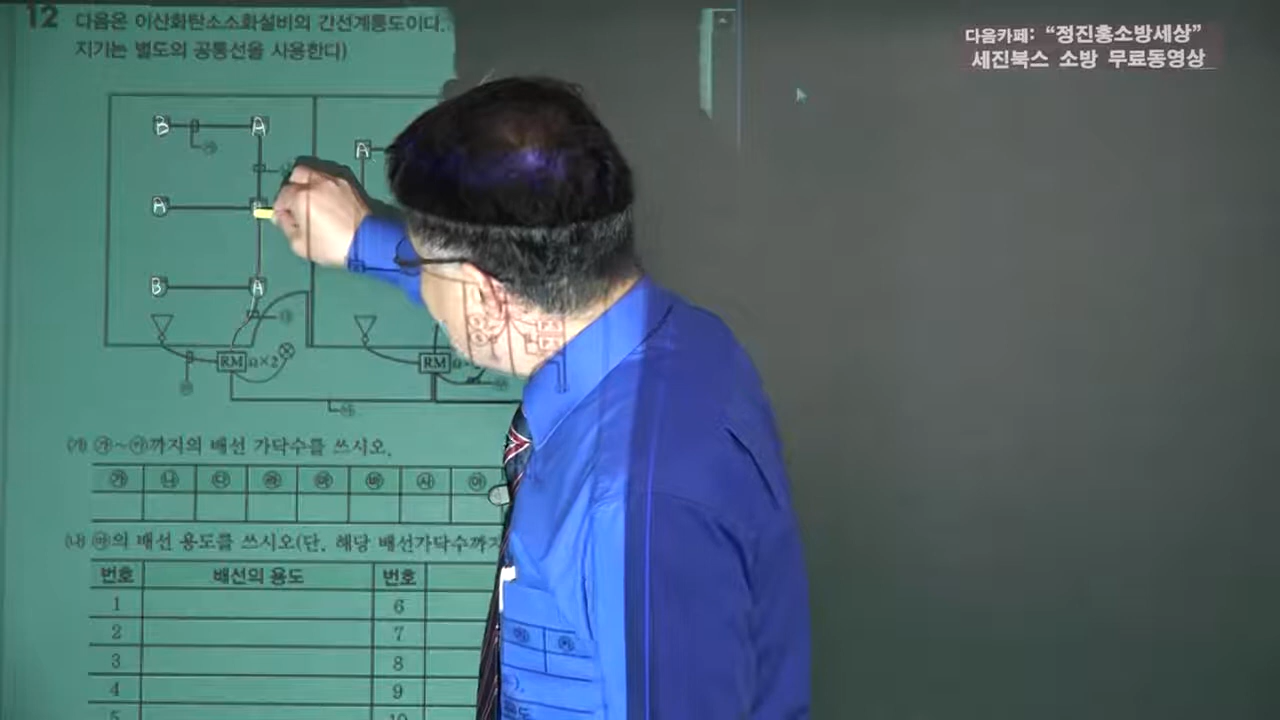 12 다음은 이산화탄소소화설비의 간선계통도이다.
지기는 별도의 공통선을 사용한다)
다음카페: “정진홍소방세상”
세진북스 소방 무료동영상
B A A
A
B A
RM Ω×2 RM
㈎ ㉮~㉵까지의 배선 가닥수를 쓰시오.
㉮ ㉯ ㉰ ㉱ ㉲ ㉳ ㉴ ㉵
㈏ ㉵의 배선 용도를 쓰시오(단, 해당 배선가닥수까지
번호 배선의 용도 번호
1 6
2 7
3 8
4 9
5 10